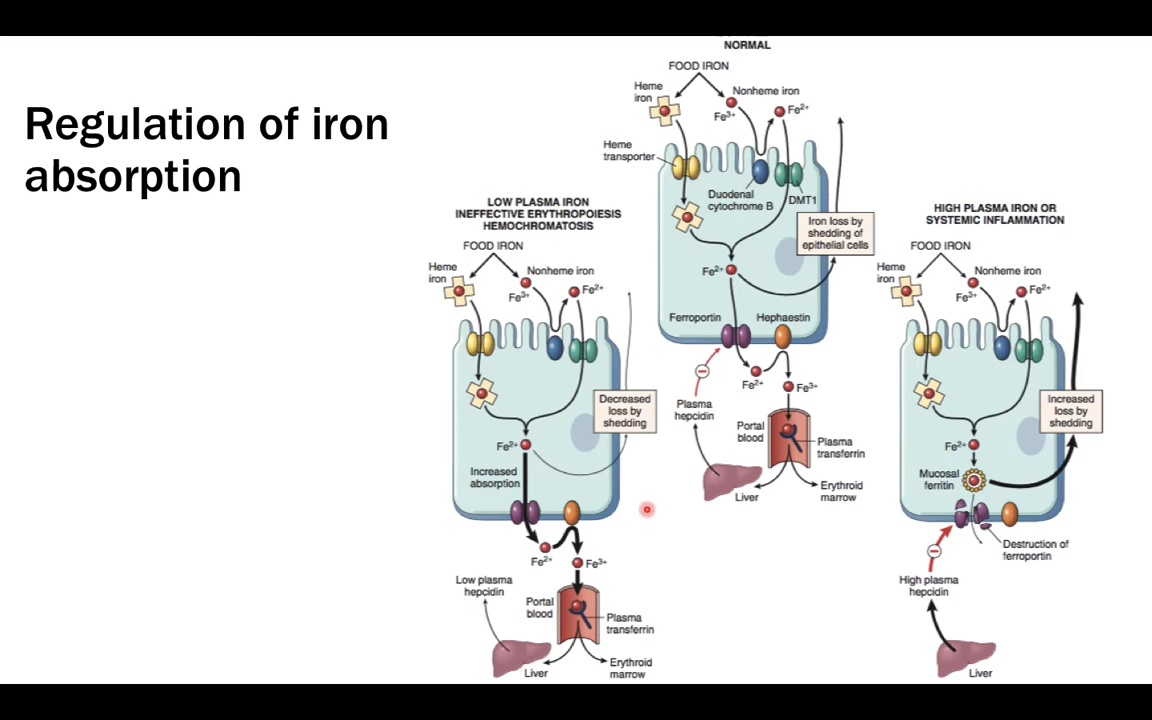 Regulation of iron
absorption
NORMAL
FOOD IRON
Heme
iron
Nonheme iron
Fe³⁺
Fe²⁺
Heme
transporter
Duodenal
cytochrome B
DMT1
Iron loss by
shedding of
epithelial cells
Fe²⁺
Ferroportin
Hephaestin
Fe²⁺
Fe³⁺
Plasma
hepcidin
Portal
blood
Plasma
transferrin
Liver
Erythroid
marrow
LOW PLASMA IRON
INEFFECTIVE ERYTHROPOIESIS
HEMOCHROMATOSIS
FOOD IRON
Heme
iron
Nonheme iron
Fe³⁺
Fe²⁺
Decreased
loss by
shedding
Fe²⁺
Increased
absorption
Fe²⁺
Fe³⁺
Low plasma
hepcidin
Portal
blood
Plasma
transferrin
Liver
Erythroid
marrow
HIGH PLASMA IRON OR
SYSTEMIC INFLAMMATION
FOOD IRON
Heme
iron
Nonheme iron
Fe³⁺
Fe²⁺
Increased
loss by
shedding
Fe²⁺
Mucosal
ferritin
Destruction of
ferroportin
High plasma
hepcidin
Liver